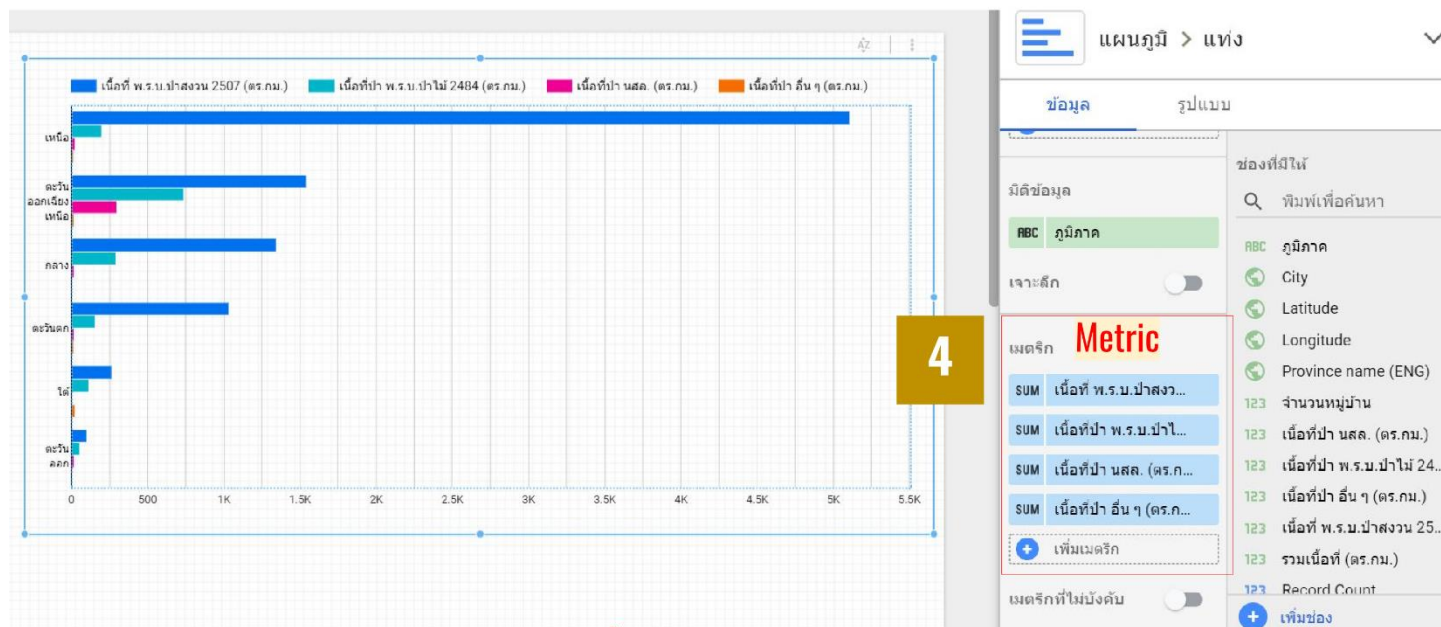 AZ
เนื้อที่ พ.ร.บ.ป่าสงวน 2507 (ตร.กม.) เนื้อที่ป่า พ.ร.บ.ป่าไม้ 2484 (ตร.กม.) เนื้อที่ป่า นสล. (ตร.กม.) เนื้อที่ป่า อื่น ๆ (ตร.กม.)
เหนือ
ตะวัน
ออกเฉียง
เหนือ
กลาง
ตะวันตก
ใต้
ตะวัน
ออก
0 500 1K 1.5K 2K 2.5K 3K 3.5K 4K 4.5K 5K 5.5K
4
แผนภูมิ > แท่ง
ข้อมูล รูปแบบ
มิติข้อมูล
ABC ภูมิภาค
เจาะลึก
เมตริก Metric
SUM เนื้อที่ พ.ร.บ.ป่าสงว...
SUM เนื้อที่ป่า พ.ร.บ.ป่าไ...
SUM เนื้อที่ป่า นสล. (ตร.ก...
SUM เนื้อที่ป่า อื่น ๆ (ตร.ก...
เพิ่มเมตริก
เมตริกที่ไม่บังคับ
ช่องที่มีให้
พิมพ์เพื่อค้นหา
ABC ภูมิภาค
City
Latitude
Longitude
Province name (ENG)
123 จำนวนหมู่บ้าน
123 เนื้อที่ป่า นสล. (ตร.กม.)
123 เนื้อที่ป่า พ.ร.บ.ป่าไม้ 24...
123 เนื้อที่ป่า อื่น ๆ (ตร.กม.)
123 เนื้อที่ พ.ร.บ.ป่าสงวน 25...
123 รวมเนื้อที่ (ตร.กม.)
123 Record Count
เพิ่มช่อง